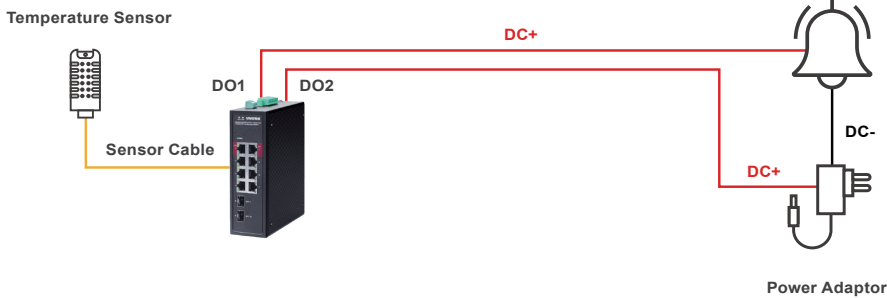 Temperature Sensor
DC+
DO1
DO2
Sensor Cable
DC-
DC+
Power Adaptor